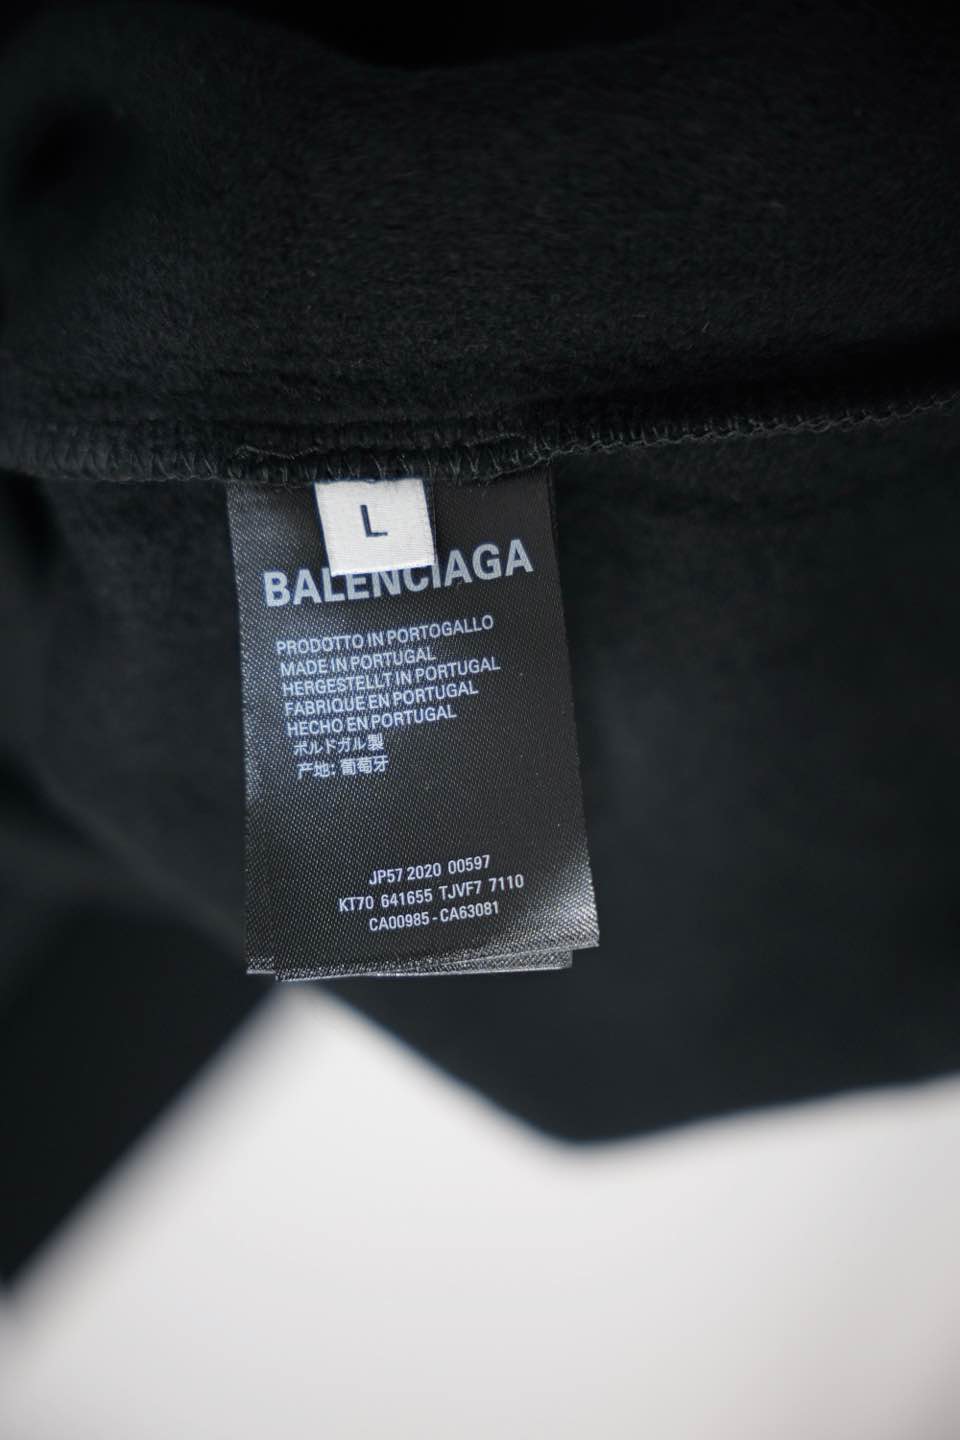 L
BALENCIAGA
PRODOTTO IN PORTOGALLO
MADE IN PORTUGAL
HERGESTELLT IN PORTUGAL
FABRIQUE EN PORTUGAL
HECHO EN PORTUGAL
ポルトガル製
产地: 葡萄牙
JP57 2020 00597
KT70 641655 TJVF7 7110
CA00985 - CA63081